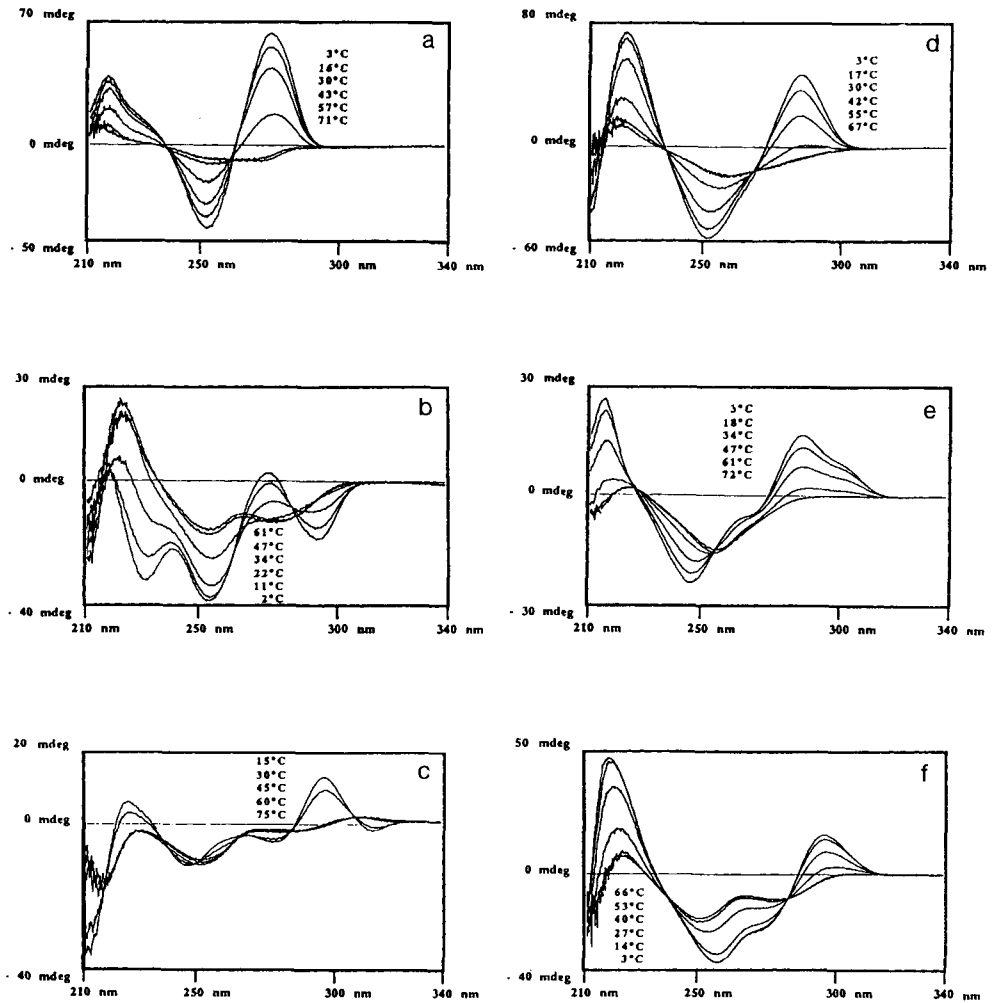 70 mdeg
a
3°C
16°C
30°C
43°C
57°C
71°C
0 mdeg
- 50 mdeg
210 nm 250 nm 300 nm 340 nm
80 mdeg
d
3°C
17°C
30°C
42°C
55°C
67°C
0 mdeg
- 60 mdeg
210 nm 250 nm 300 nm 340 nm
30 mdeg
b
0 mdeg
61°C
47°C
34°C
22°C
11°C
2°C
- 40 mdeg
210 nm 250 nm 300 nm 340 nm
30 mdeg
e
3°C
18°C
34°C
47°C
61°C
72°C
0 mdeg
- 30 mdeg
210 nm 250 nm 300 nm 340 nm
20 mdeg
c
15°C
30°C
45°C
60°C
75°C
0 mdeg
- 40 mdeg
210 nm 250 nm 300 nm 340 nm
50 mdeg
f
0 mdeg
66°C
53°C
40°C
27°C
14°C
3°C
- 40 mdeg
210 nm 250 nm 300 nm 340 nm